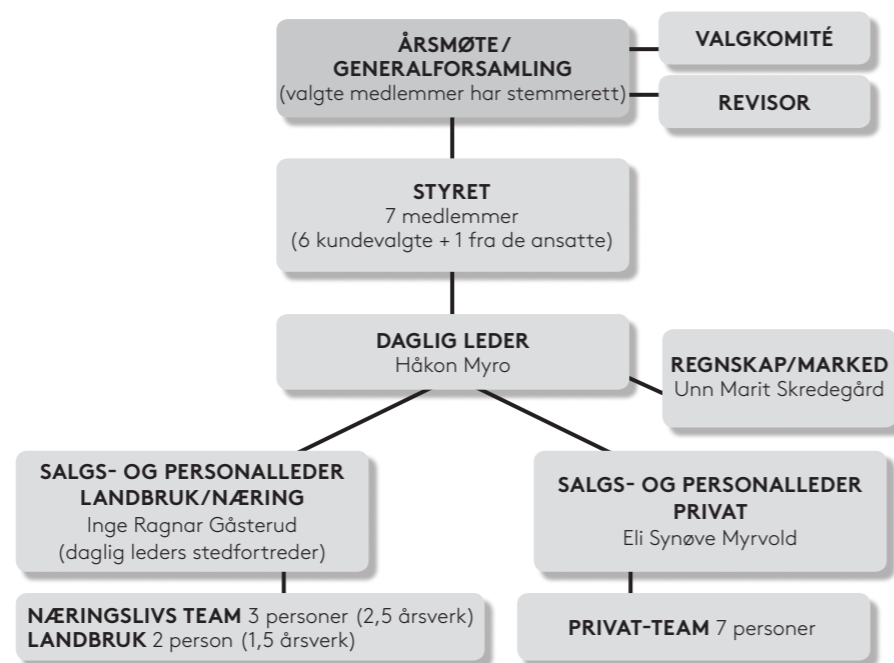 ÅRSMØTE/
GENERALFORSAMLING
(valgte medlemmer har stemmerett)
VALGKOMITÉ
REVISOR
STYRET
7 medlemmer
(6 kundevalgte + 1 fra de ansatte)
DAGLIG LEDER
Håkon Myro
REGNSKAP/MARKED
Unn Marit Skredegård
SALGS- OG PERSONALLEDER
LANDBRUK/NÆRING
Inge Ragnar Gåsterud
(daglig leders stedfortreder)
SALGS- OG PERSONALLEDER
PRIVAT
Eli Synøve Myrvold
NÆRINGSLIVS TEAM 3 personer (2,5 årsverk)
LANDBRUK 2 person (1,5 årsverk)
PRIVAT-TEAM 7 personer